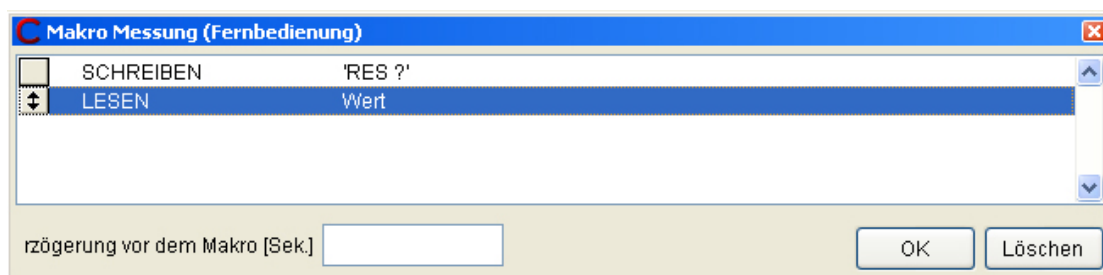 Makro Messung (Fernbedienung)
SCHREIBEN 'RES ?'
LESEN Wert
rzögerung vor dem Makro [Sek.] OK Löschen